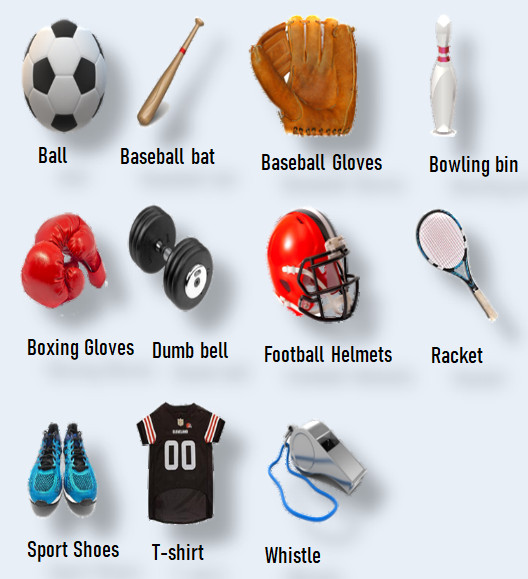 Ball
Baseball bat
Baseball Gloves
Bowling bin
Boxing Gloves
Dumb bell
Football Helmets
Racket
8
00
Sport Shoes
T-shirt
Whistle